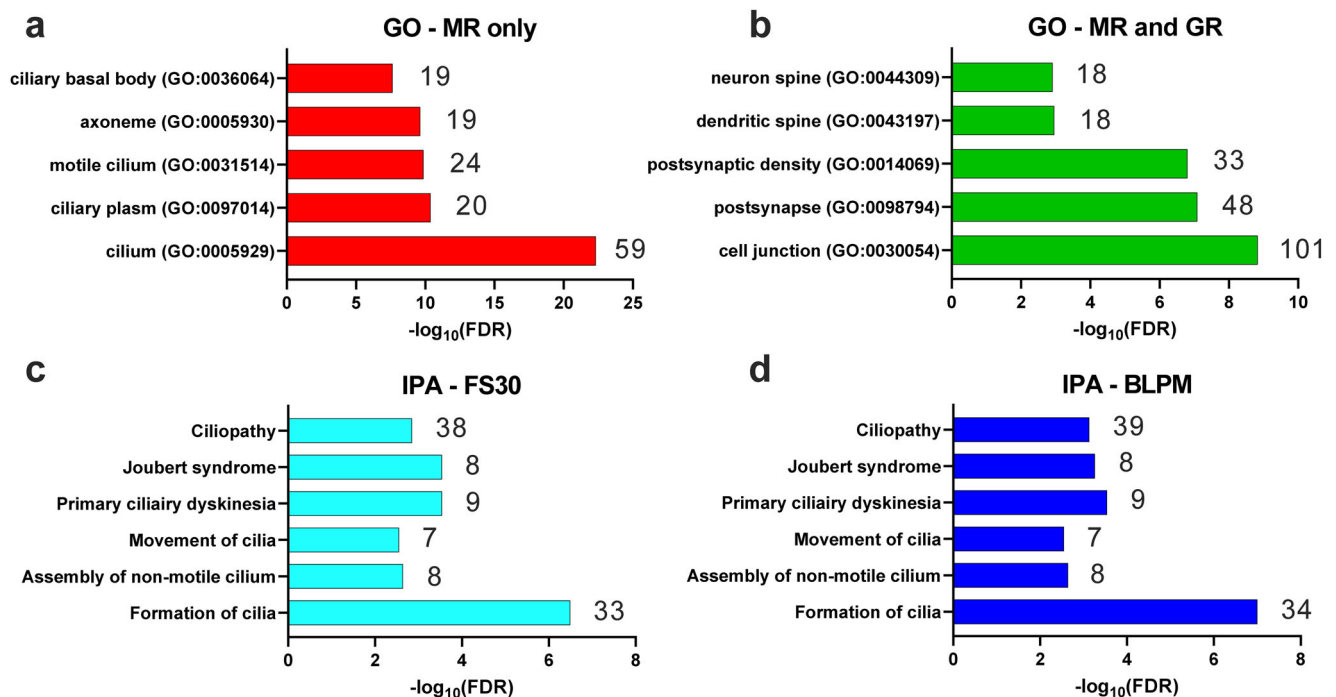 a
GO - MR only
ciliary basal body (GO:0036064) 19
axoneme (GO:0005930) 19
motile cilium (GO:0031514) 24
ciliary plasm (GO:0097014) 20
cilium (GO:0005929) 59
0 5 10 15 20 25
-log10(FDR)
b
GO - MR and GR
neuron spine (GO:0044309) 18
dendritic spine (GO:0043197) 18
postsynaptic density (GO:0014069) 33
postsynapse (GO:0098794) 48
cell junction (GO:0030054) 101
0 2 4 6 8 10
-log10(FDR)
c
IPA - FS30
Ciliopathy 38
Joubert syndrome 8
Primary ciliairy dyskinesia 9
Movement of cilia 7
Assembly of non-motile cilium 8
Formation of cilia 33
0 2 4 6 8
-log10(FDR)
d
IPA - BLPM
Ciliopathy 39
Joubert syndrome 8
Primary ciliairy dyskinesia 9
Movement of cilia 7
Assembly of non-motile cilium 8
Formation of cilia 34
0 2 4 6 8
-log10(FDR)